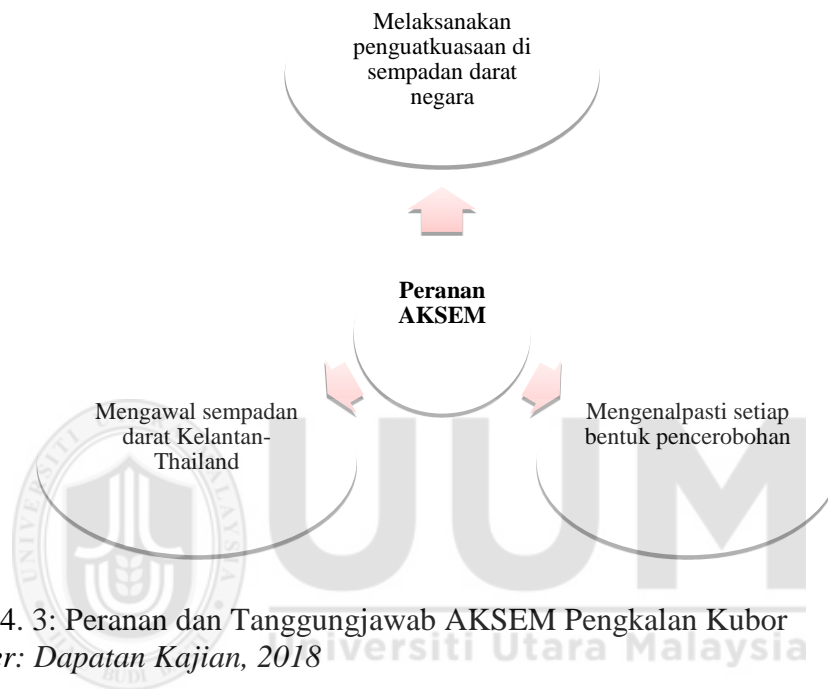 Melaksanakan
penguatkuasaan di
sempadan darat
negara
Peranan
AKSEM
Mengawal sempadan
darat Kelantan-
Thailand
Mengenalpasti setiap
bentuk pencerobohan
UUM
Universiti Utara Malaysia
4. 3: Peranan dan Tanggungjawab AKSEM Pengkalan Kubor
er: Dapatan Kajian, 2018